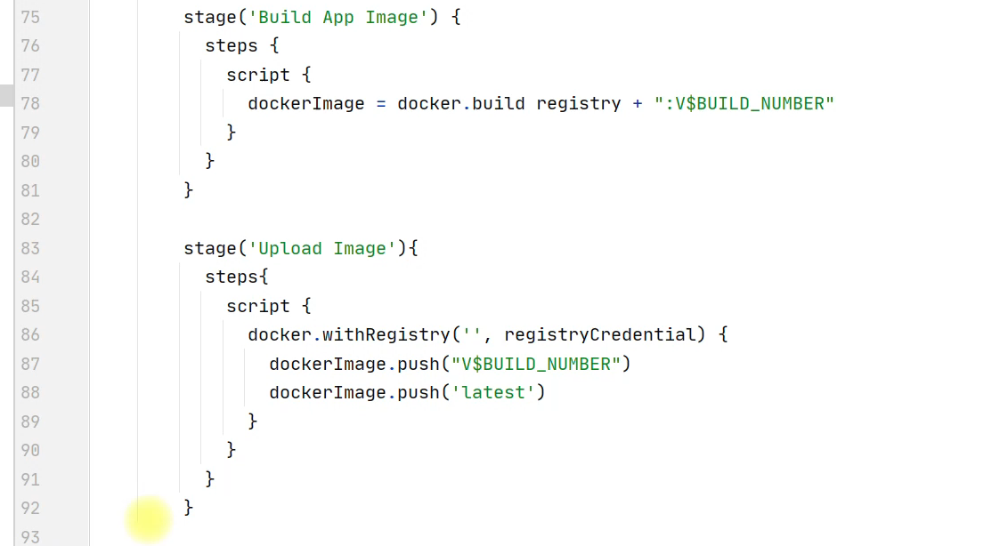 75 stage('Build App Image') {
76 steps {
77 script {
78 dockerImage = docker.build registry + ":V$BUILD_NUMBER"
79 }
80 }
81 }
82
83 stage('Upload Image'){
84 steps{
85 script {
86 docker.withRegistry('', registryCredential) {
87 dockerImage.push("V$BUILD_NUMBER")
88 dockerImage.push('latest')
89 }
90 }
91 }
92 }
93